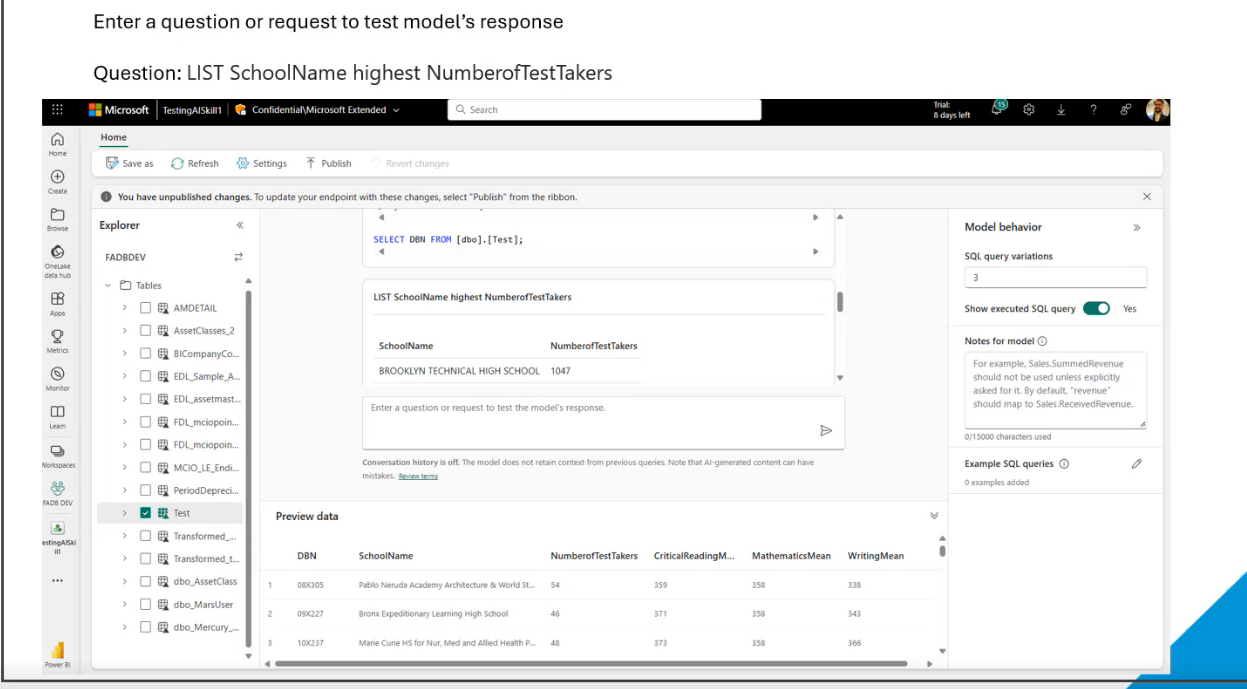 Enter a question or request to test model's response
Question: LIST SchoolName highest NumberofTestTakers
Microsoft TestingAISkill1 Confidential\Microsoft Extended Search Trial: 8 days left 15
Home
Save as Refresh Settings Publish Revert changes
You have unpublished changes. To update your endpoint with these changes, select "Publish" from the ribbon.
Home
Create
Browse
OneLake data hub
Apps
Metrics
Monitor
Learn
Workspaces
FADB DEV
Power BI
Explorer
FADBDEV
Tables
AMDETAIL
AssetClasses_2
BICompanyCo...
EDL_Sample_A...
EDL_assetmast...
FDL_mciopoin...
FDL_mciopoin...
MCIO_LE_Endi...
PeriodDepreci...
Test
Transformed_...
Transformed_t...
dbo_AssetClass
dbo_MarsUser
dbo_Mercury_...
SELECT DBN FROM [dbo].[Test];
LIST SchoolName highest NumberofTestTakers
SchoolName NumberofTestTakers
BROOKLYN TECHNICAL HIGH SCHOOL 1047
Enter a question or request to test the model's response.
Conversation history is off. The model does not retain context from previous queries. Note that AI-generated content can have
mistakes. Review terms
Preview data
DBN SchoolName NumberofTestTakers CriticalReadingM... MathematicsMean WritingMean
1 08X305 Pablo Neruda Academy Architecture & World St... 54 359 358 338
2 09X227 Bronx Expeditionary Learning High School 46 371 358 343
3 10X237 Marie Curie HS for Nur, Med and Allied Health P... 48 373 358 366
Model behavior
SQL query variations
3
Show executed SQL query Yes
Notes for model
For example, Sales.SummedRevenue
should not be used unless explicitly
asked for it. By default, "revenue"
should map to Sales.ReceivedRevenue.
0/15000 characters used
Example SQL queries
0 examples added